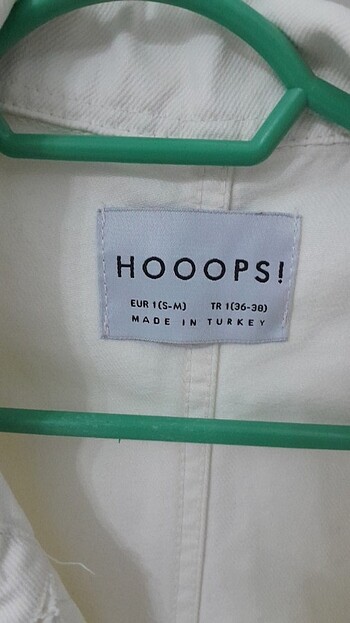 HOOOPS!
EUR 1(S-M) TR 1(36-38)
MADE IN TURKEY